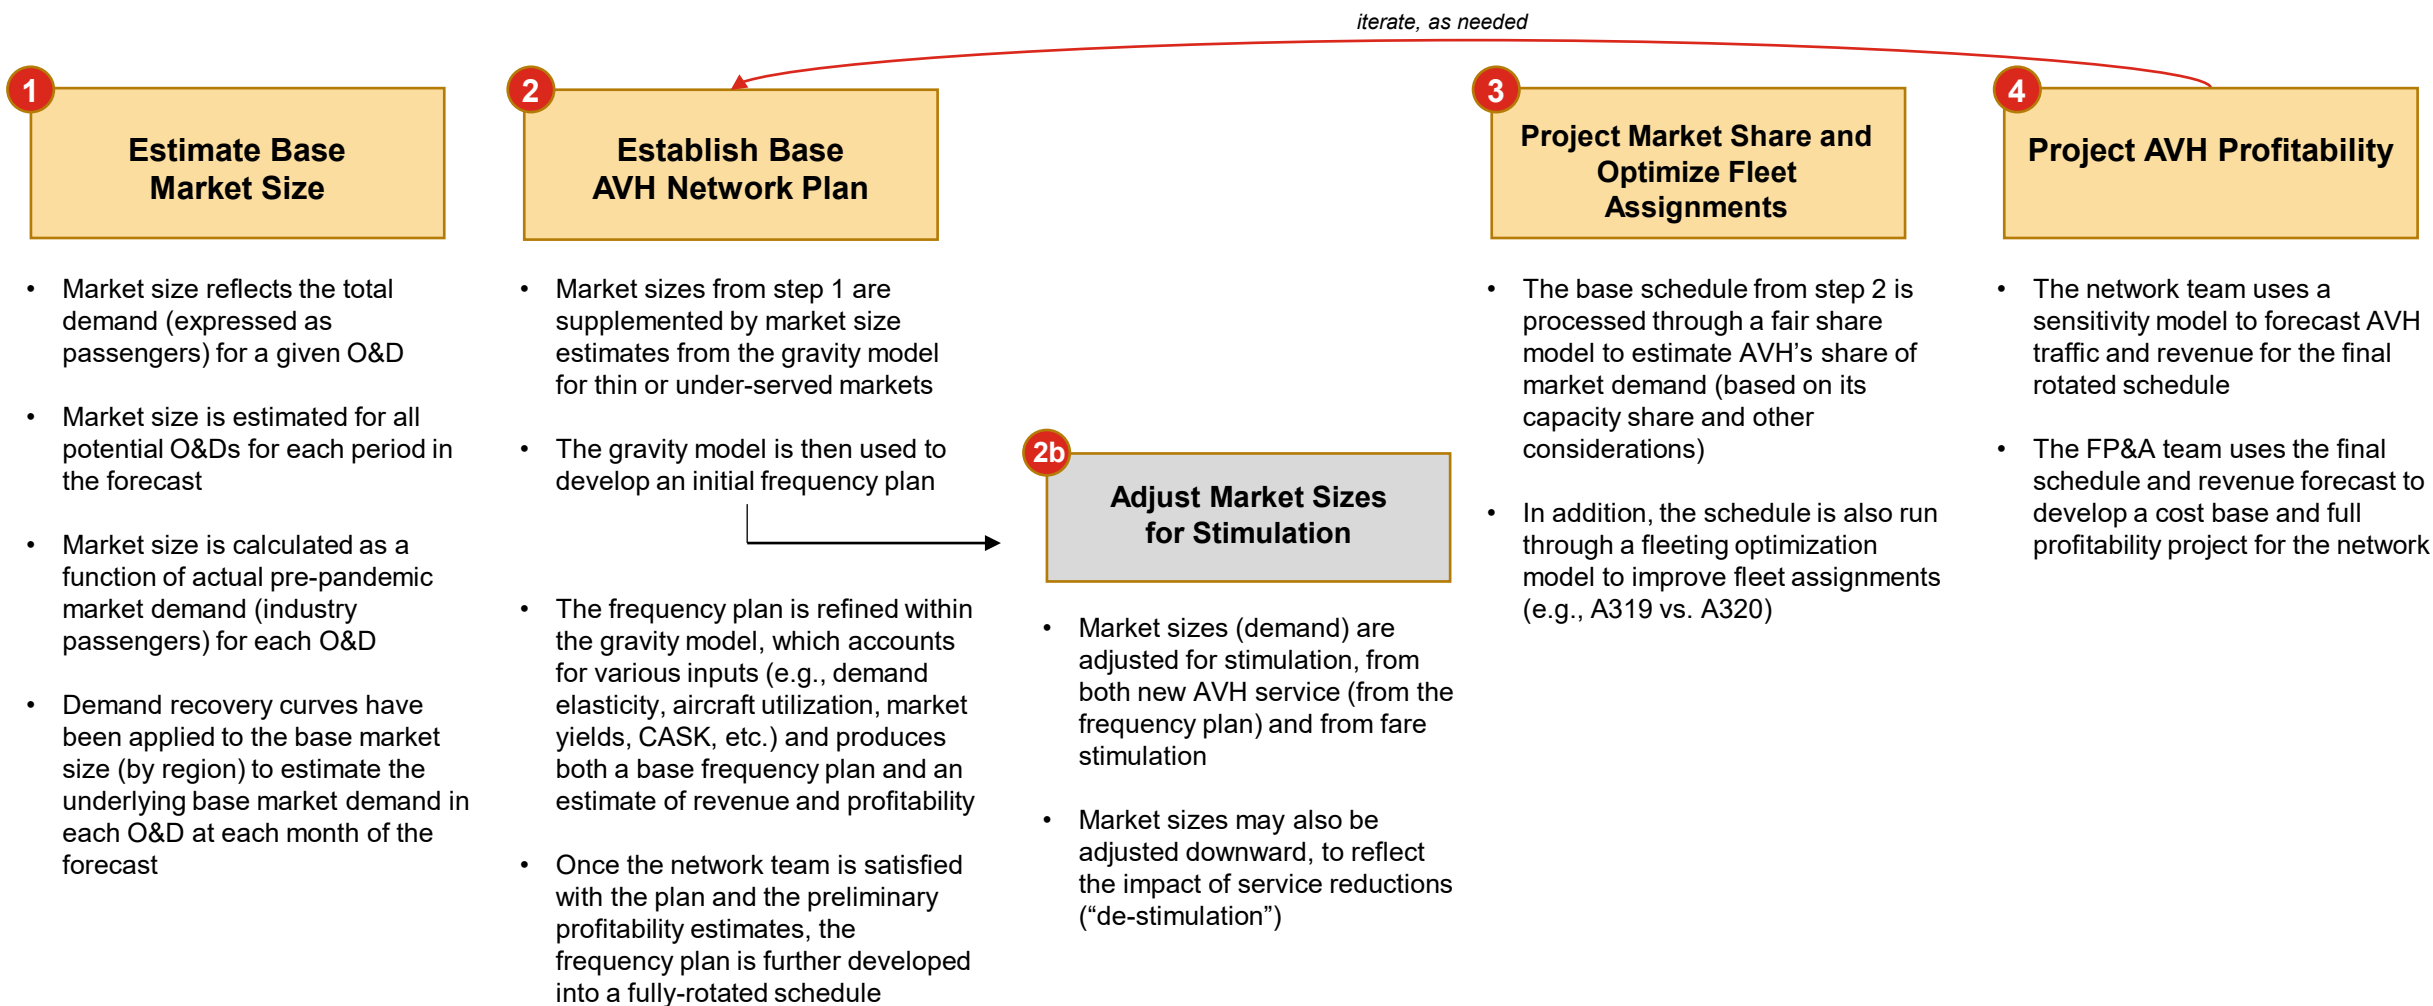 iterate, as needed
1
Estimate Base
Market Size
• Market size reflects the total
demand (expressed as
passengers) for a given O&D
• Market size is estimated for all
potential O&Ds for each period in
the forecast
• Market size is calculated as a
function of actual pre-pandemic
market demand (industry
passengers) for each O&D
• Demand recovery curves have
been applied to the base market
size (by region) to estimate the
underlying base market demand in
each O&D at each month of the
forecast
2
Establish Base
AVH Network Plan
• Market sizes from step 1 are
supplemented by market size
estimates from the gravity model
for thin or under-served markets
• The gravity model is then used to
develop an initial frequency plan
• The frequency plan is refined within
the gravity model, which accounts
for various inputs (e.g., demand
elasticity, aircraft utilization, market
yields, CASK, etc.) and produces
both a base frequency plan and an
estimate of revenue and profitability
• Once the network team is satisfied
with the plan and the preliminary
profitability estimates, the
frequency plan is further developed
into a fully-rotated schedule
2b
Adjust Market Sizes
for Stimulation
• Market sizes (demand) are
adjusted for stimulation, from
both new AVH service (from the
frequency plan) and from fare
stimulation
• Market sizes may also be
adjusted downward, to reflect
the impact of service reductions
(“de-stimulation”)
3
Project Market Share and
Optimize Fleet
Assignments
• The base schedule from step 2 is
processed through a fair share
model to estimate AVH’s share of
market demand (based on its
capacity share and other
considerations)
• In addition, the schedule is also run
through a fleeting optimization
model to improve fleet assignments
(e.g., A319 vs. A320)
4
Project AVH Profitability
• The network team uses a
sensitivity model to forecast AVH
traffic and revenue for the final
rotated schedule
• The FP&A team uses the final
schedule and revenue forecast to
develop a cost base and full
profitability project for the network